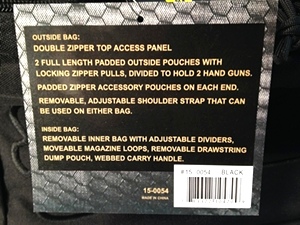 OUTSIDE BAG:
DOUBLE ZIPPER TOP ACCESS PANEL
2 FULL LENGTH PADDED OUTSIDE POUCHES WITH
LOCKING ZIPPER PULLS, DIVIDED TO HOLD 2 HAND GUNS.
PADDED ZIPPER ACCESSORY POUCHES ON EACH END.
REMOVABLE, ADJUSTABLE SHOULDER STRAP THAT CAN
BE USED ON EITHER BAG.
INSIDE BAG:
REMOVABLE INNER BAG WITH ADJUSTABLE DIVIDERS,
MOVEABLE MAGAZINE LOOPS, REMOVABLE DRAWSTRING
DUMP POUCH, WEBBED CARRY HANDLE.
#15-0054 BLACK
15-0054
MADE IN CHINA